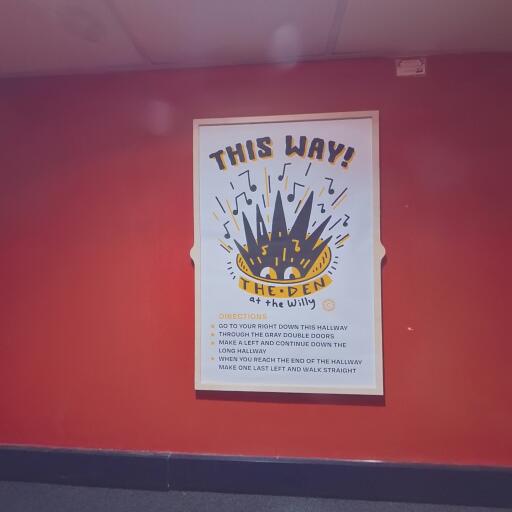 THIS WAY!
THE • DEN
at the Willy
DIRECTIONS
GO TO YOUR RIGHT DOWN THIS HALLWAY
THROUGH THE GRAY DOUBLE DOORS
MAKE A LEFT AND CONTINUE DOWN THE
LONG HALLWAY
WHEN YOU REACH THE END OF THE HALLWAY
MAKE ONE LAST LEFT AND WALK STRAIGHT